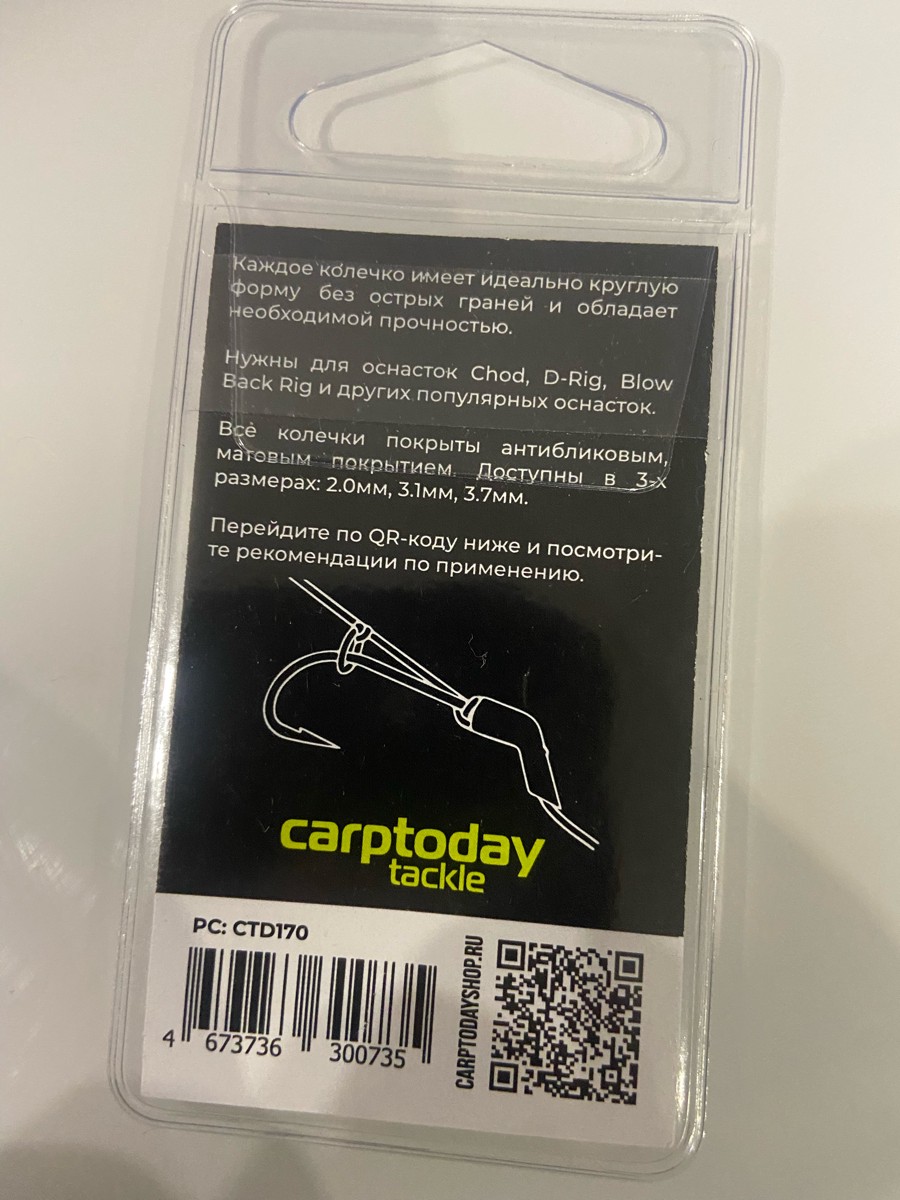 Каждое колечко имеет идеально круглую
форму без острых граней и обладает
необходимой прочностью.
Нужны для оснасток Chod, D-Rig, Blow
Back Rig и других популярных оснасток.
Все колечки покрыты антибликовым,
матовым покрытием. Доступны в 3-х
размерах: 2.0мм, 3.1мм, 3.7мм.
Перейдите по QR-коду ниже и посмотри-
те рекомендации по применению.
carptoday
tackle
PC: CTD170
4 673736 300735
CARPTODAYSHOP.RU